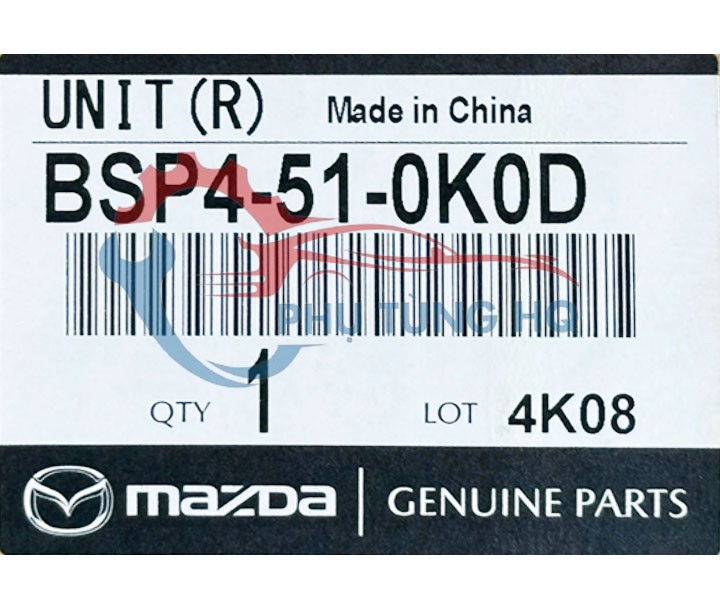 UNIT (R) Made in China
BSP4-51-0K0D
PHỤ TÙNG HQ
QTY 1 LOT 4K08
mazda GENUINE PARTS